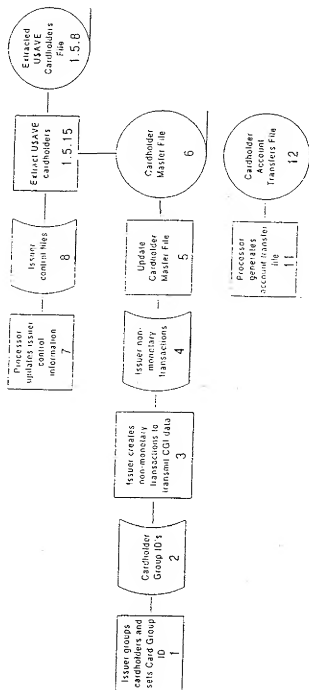 Issuer groups
cardholders and
sets Card Group
ID
1
Cardholder
Group ID's
2
Issuer creates
non-monetary
transactions to
transmit CGI data
3
Issuer non-
monetary
transactions
4
Update
Cardholder
Master File
5
Cardholder
Master File
6
Processor
updates issuer
control
information
7
Issuer
control files
8
Extract USAVE
cardholders
1.5.15
Extracted
USAVE
Cardholders
File
1.5.8
Processor
generates
account transfer
file
11
Cardholder
Account
Transfers File
12